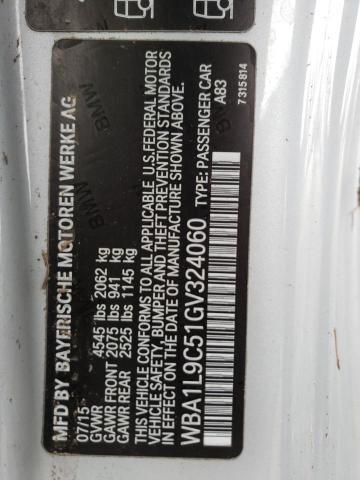 MFD BY BAYERISCHE MOTOREN WERKE AG
07/15
GVWR 4545 lbs 2062 kg
GAWR FRONT 2075 lbs 941 kg
GAWR REAR 2525 lbs 1145 kg
THIS VEHICLE CONFORMS TO ALL APPLICABLE U.S.FEDERAL MOTOR
VEHICLE SAFETY, BUMPER AND THEFT PREVENTION STANDARDS
IN EFFECT ON THE DATE OF MANUFACTURE SHOWN ABOVE.
WBA1L9C51GV324060 TYPE: PASSENGER CAR
A83
7 315 814
BMW
BMW